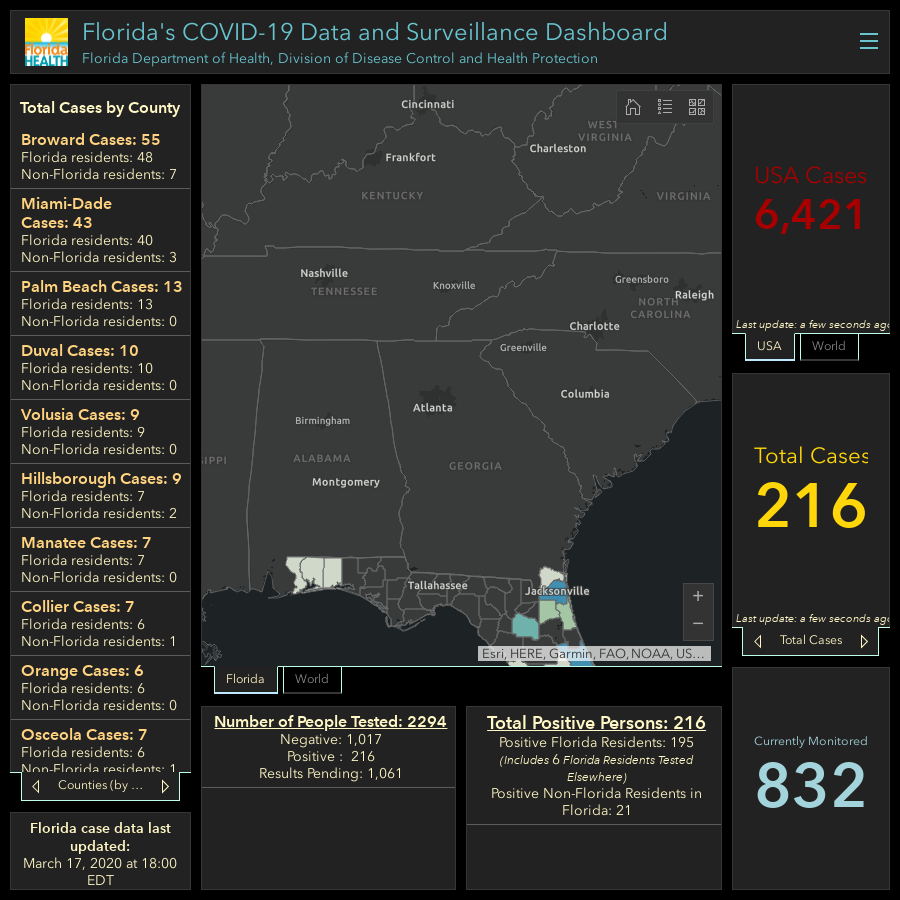 Florida
HEALTH
Florida's COVID-19 Data and Surveillance Dashboard
Florida Department of Health, Division of Disease Control and Health Protection
Total Cases by County
Broward Cases: 55
Florida residents: 48
Non-Florida residents: 7
Miami-Dade
Cases: 43
Florida residents: 40
Non-Florida residents: 3
Palm Beach Cases: 13
Florida residents: 13
Non-Florida residents: 0
Duval Cases: 10
Florida residents: 10
Non-Florida residents: 0
Volusia Cases: 9
Florida residents: 9
Non-Florida residents: 0
Hillsborough Cases: 9
Florida residents: 7
Non-Florida residents: 2
Manatee Cases: 7
Florida residents: 7
Non-Florida residents: 0
Collier Cases: 7
Florida residents: 6
Non-Florida residents: 1
Orange Cases: 6
Florida residents: 6
Non-Florida residents: 0
Osceola Cases: 7
Florida residents: 6
Non-Florida residents: 1
Counties (by ...
Florida case data last
updated:
March 17, 2020 at 18:00
EDT
Cincinnati
WEST
VIRGINIA
Charleston
Frankfort
KENTUCKY
VIRGINIA
Nashville
TENNESSEE
Knoxville
Greensboro
Raleigh
NORTH
CAROLINA
Charlotte
Greenville
Columbia
Atlanta
Birmingham
SIPPI
ALABAMA
GEORGIA
Montgomery
Tallahassee
Jacksonville
+
−
Esri, HERE, Garmin, FAO, NOAA, US...
Florida
World
Number of People Tested: 2294
Negative: 1,017
Positive : 216
Results Pending: 1,061
Total Positive Persons: 216
Positive Florida Residents: 195
(Includes 6 Florida Residents Tested
Elsewhere)
Positive Non-Florida Residents in
Florida: 21
USA Cases
6,421
Last update: a few seconds ago
USA
World
Total Cases
216
Last update: a few seconds ago
Total Cases
Currently Monitored
832